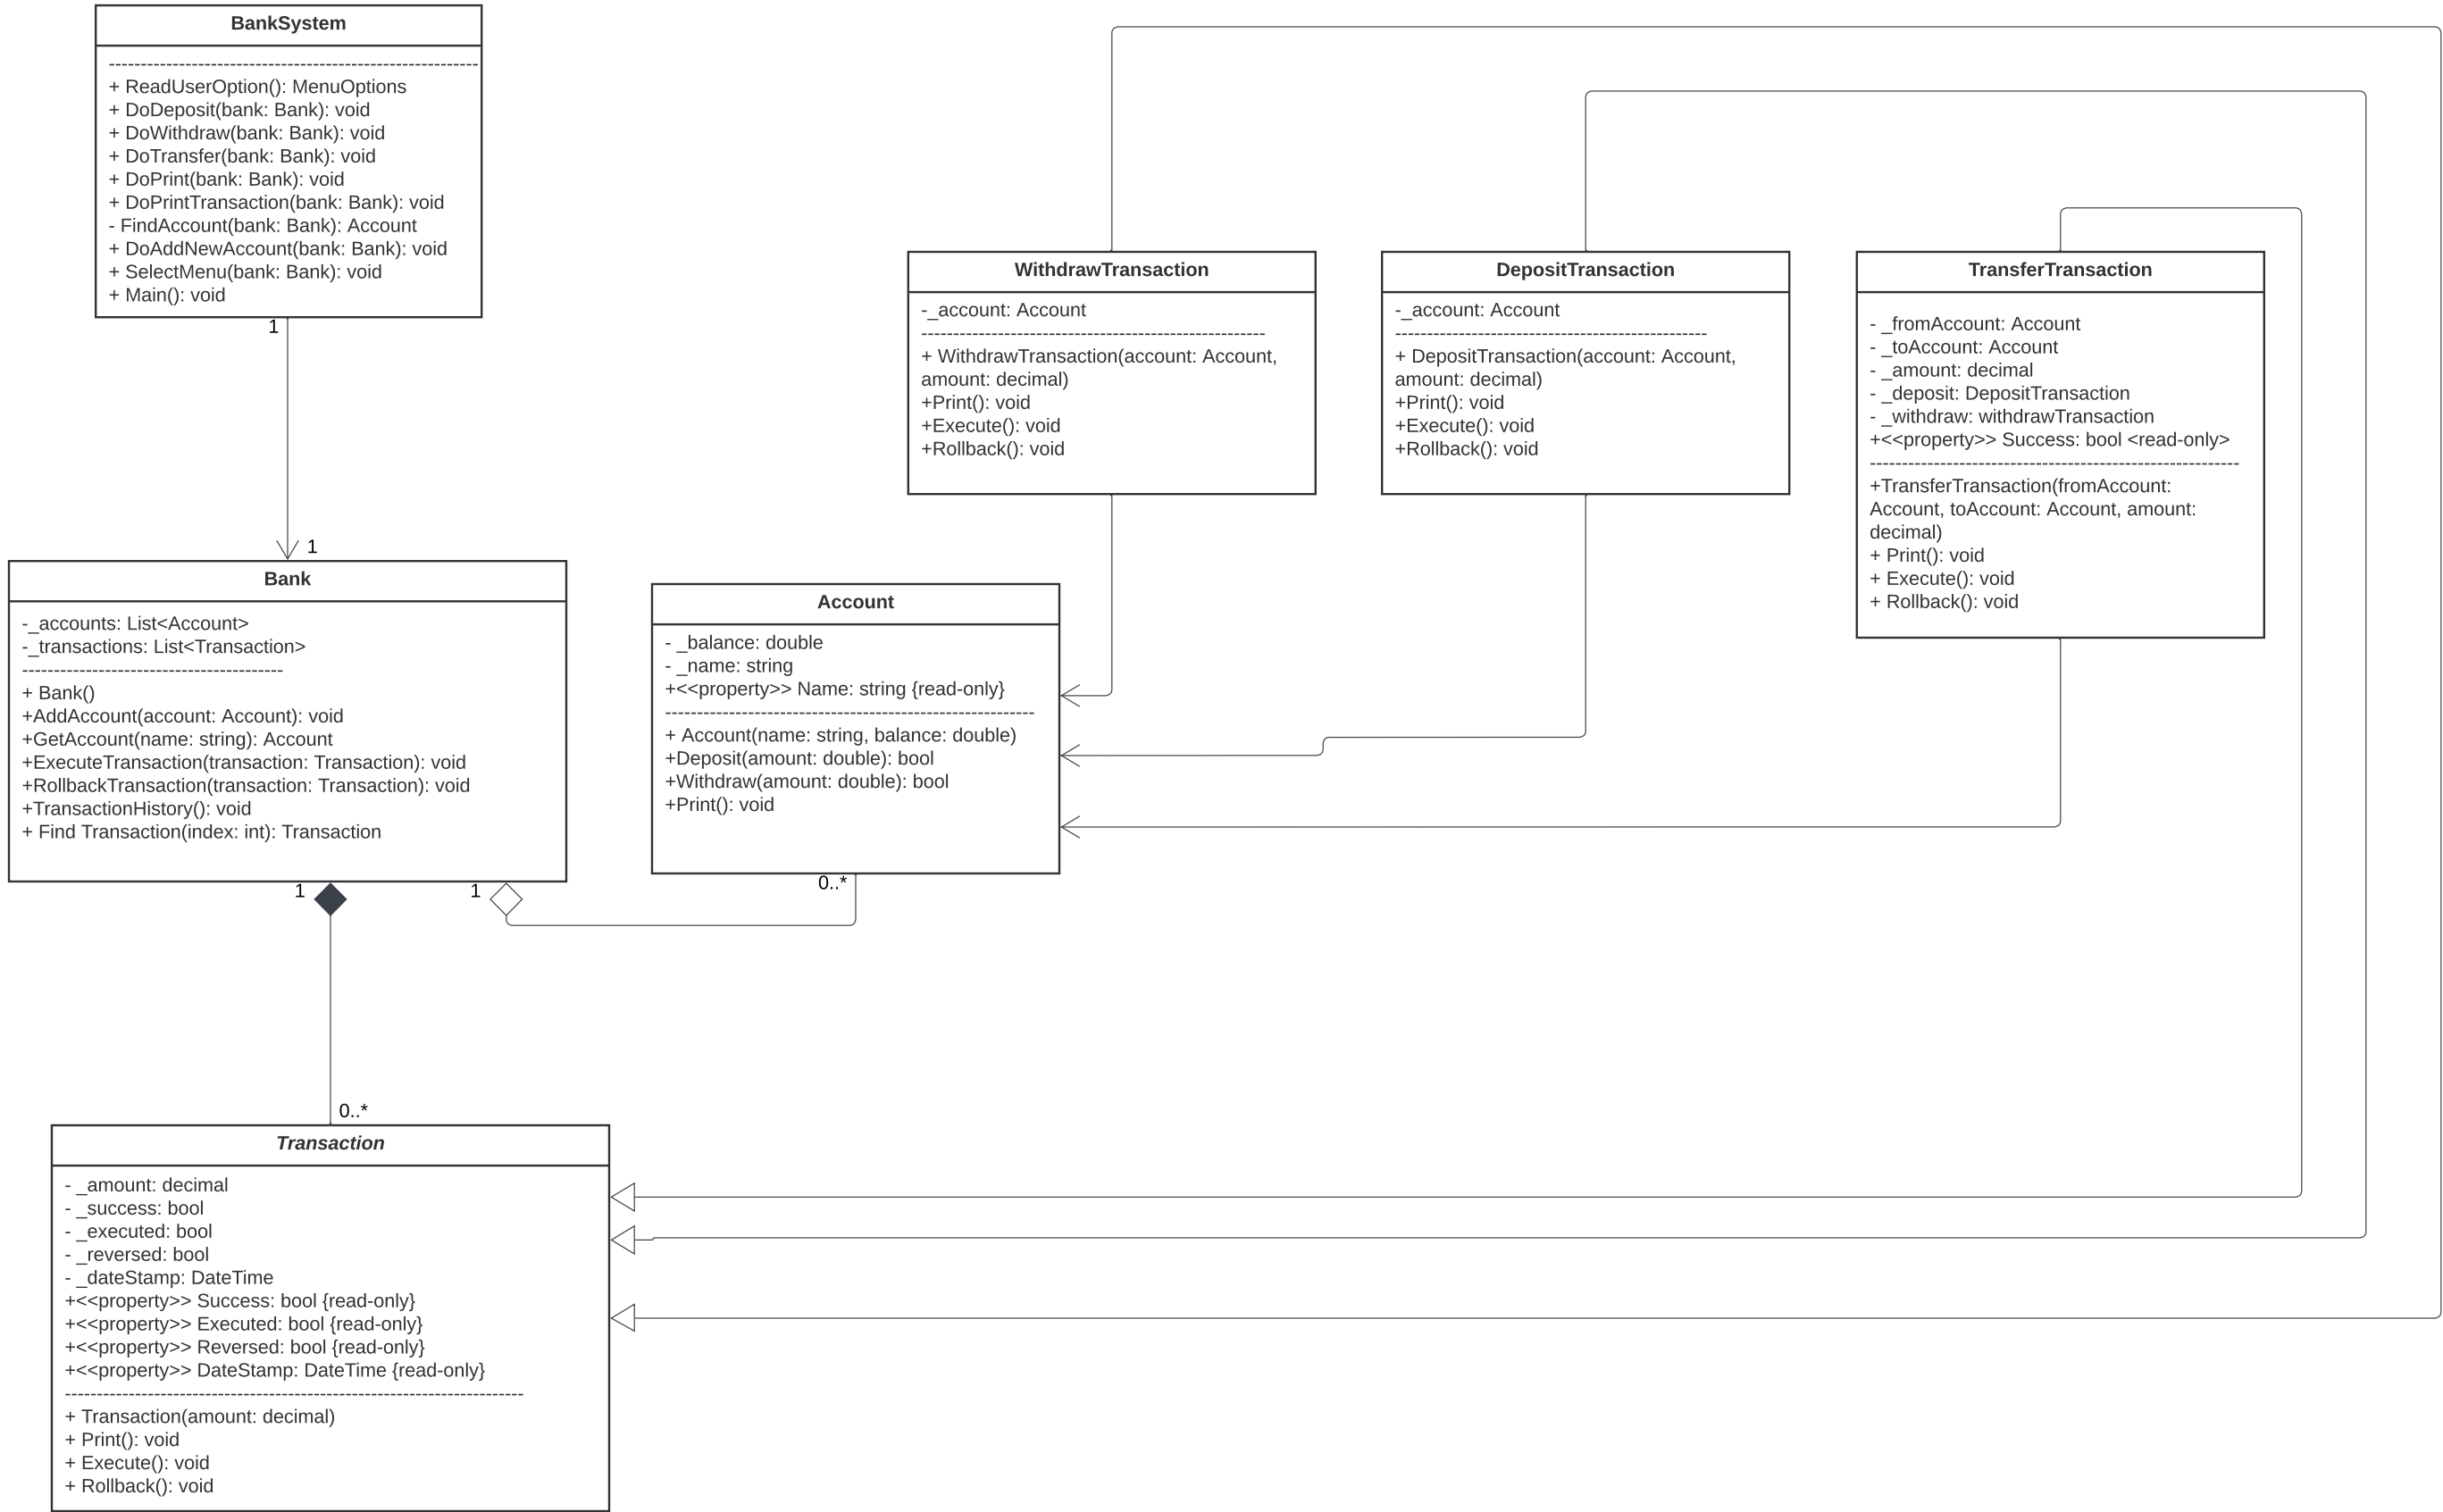 BankSystem
----------------------------------------------------------
+ ReadUserOption(): MenuOptions
+ DoDeposit(bank: Bank): void
+ DoWithdraw(bank: Bank): void
+ DoTransfer(bank: Bank): void
+ DoPrint(bank: Bank): void
+ DoPrintTransaction(bank: Bank): void
- FindAccount(bank: Bank): Account
+ DoAddNewAccount(bank: Bank): void
+ SelectMenu(bank: Bank): void
+ Main(): void
1
1
WithdrawTransaction
-_account: Account
------------------------------------------------------
+ WithdrawTransaction(account: Account,
amount: decimal)
+Print(): void
+Execute(): void
+Rollback(): void
DepositTransaction
-_account: Account
-------------------------------------------------
+ DepositTransaction(account: Account,
amount: decimal)
+Print(): void
+Execute(): void
+Rollback(): void
TransferTransaction
- _fromAccount: Account
- _toAccount: Account
- _amount: decimal
- _deposit: DepositTransaction
- _withdraw: withdrawTransaction
+<<property>> Success: bool <read-only>
----------------------------------------------------------
+TransferTransaction(fromAccount:
Account, toAccount: Account, amount:
decimal)
+ Print(): void
+ Execute(): void
+ Rollback(): void
Bank
-_accounts: List<Account>
-_transactions: List<Transaction>
-----------------------------------------
+ Bank()
+AddAccount(account: Account): void
+GetAccount(name: string): Account
+ExecuteTransaction(transaction: Transaction): void
+RollbackTransaction(transaction: Transaction): void
+TransactionHistory(): void
+ Find Transaction(index: int): Transaction
1
1
Account
- _balance: double
- _name: string
+<<property>> Name: string {read-only}
----------------------------------------------------------
+ Account(name: string, balance: double)
+Deposit(amount: double): bool
+Withdraw(amount: double): bool
+Print(): void
0..*
0..*
Transaction
- _amount: decimal
- _success: bool
- _executed: bool
- _reversed: bool
- _dateStamp: DateTime
+<<property>> Success: bool {read-only}
+<<property>> Executed: bool {read-only}
+<<property>> Reversed: bool {read-only}
+<<property>> DateStamp: DateTime {read-only}
------------------------------------------------------------------------
+ Transaction(amount: decimal)
+ Print(): void
+ Execute(): void
+ Rollback(): void